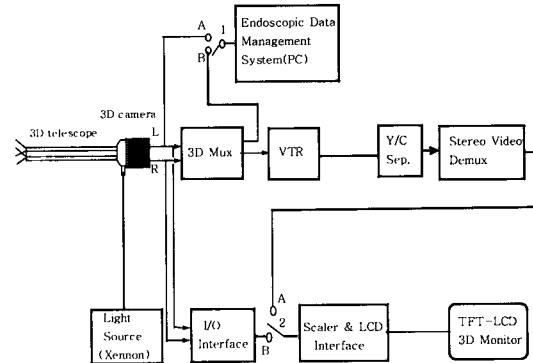 A
1
B
Endoscopic Data
Management
System(PC)
3D camera
3D telescope
L
R
3D Mux
VTR
Y/C
Sep.
Stereo Video
Demux
A
2
B
Light
Source
(Xennon)
I/O
Interface
Scaler & LCD
Interface
TFT-LCD
3D Monitor